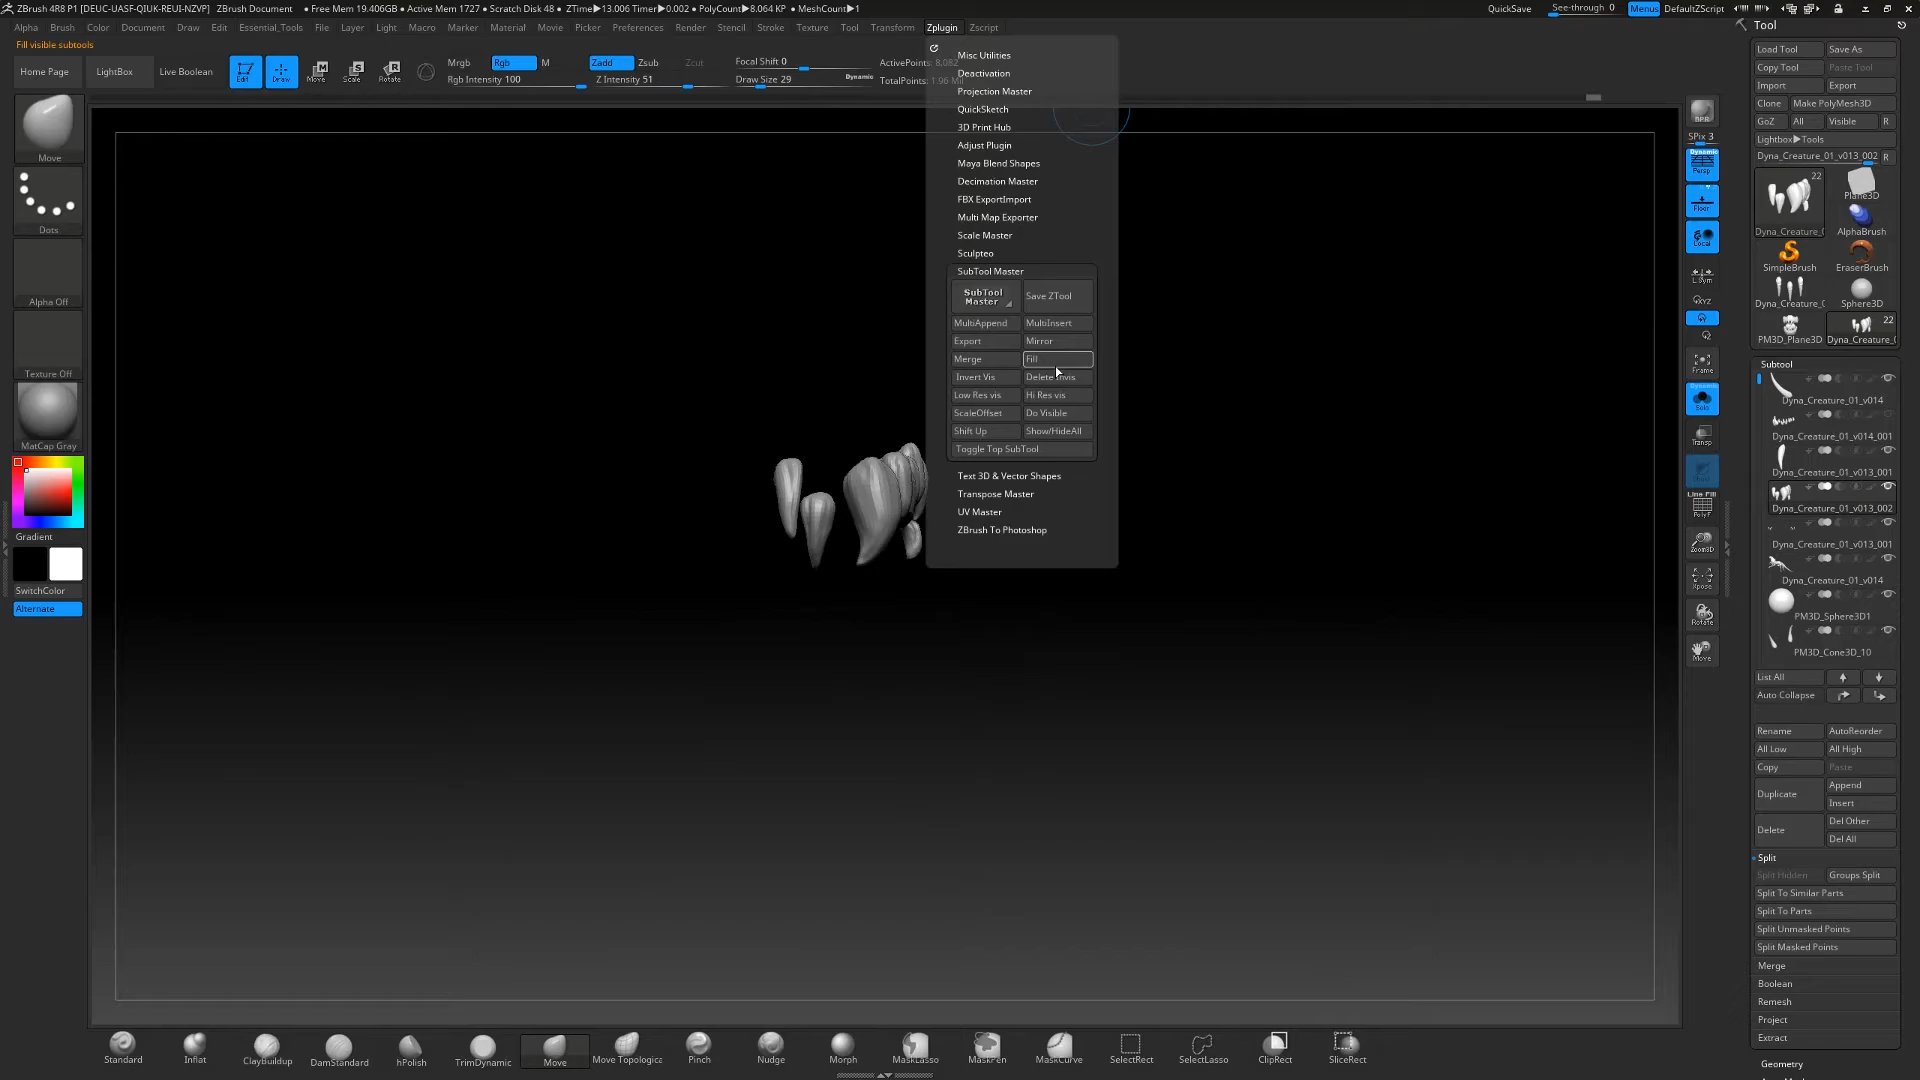 ZBrush 4R8 P1 [DEUC-UASF-QIUK-REUI-NZVP] ZBrush Document • Free Mem 19.406GB • Active Mem 1727 • Scratch Disk 48 • ZTime▶13.006 Timer▶0.002 • PolyCount▶8.064 KP • MeshCount▶1 QuickSave See-through 0 Menus DefaultZScript
Alpha Brush Color Document Draw Edit Essential_Tools File Layer Light Macro Marker Material Movie Picker Preferences Render Stencil Stroke Texture Tool Transform Zplugin Zscript
Fill visible subtools
Home Page LightBox Live Boolean Edit Draw Move Scale Rotate
Mrgb Rgb M Zadd Zsub Zcut Focal Shift 0 ActivePoints: 8,082
Rgb Intensity 100 Z Intensity 51 Draw Size 29 Dynamic TotalPoints: 1.96 Mil
Move
Dots
Alpha Off
Texture Off
MatCap Gray
Gradient
SwitchColor
Alternate
Misc Utilities
Deactivation
Projection Master
QuickSketch
3D Print Hub
Adjust Plugin
Maya Blend Shapes
Decimation Master
FBX ExportImport
Multi Map Exporter
Scale Master
Sculpteo
SubTool Master
SubTool Master Save ZTool
MultiAppend MultiInsert
Export Mirror
Merge Fill
Invert Vis Delete Invis
Low Res vis Hi Res vis
ScaleOffset Do Visible
Shift Up Show/HideAll
Toggle Top SubTool
Text 3D & Vector Shapes
Transpose Master
UV Master
ZBrush To Photoshop
BPR
SPix 3
Dynamic
Persp
Floor
Local
L.Sym
XYZ
Frame
Dynamic
Solo
Transp
Line Fill
PolyF
Zoom3D
Xpose
Rotate
Move
Tool
Load Tool Save As
Copy Tool Paste Tool
Import Export
Clone Make PolyMesh3D
GoZ All Visible R
Lightbox▶Tools
Dyna_Creature_01_v013_002 R
22
Plane3D
Dyna_Creature_0 AlphaBrush
SimpleBrush EraserBrush
Dyna_Creature_0 Sphere3D
22
PM3D_Plane3D Dyna_Creature_0
Subtool
Dyna_Creature_01_v014
Dyna_Creature_01_v014_001
Dyna_Creature_01_v013_001
Dyna_Creature_01_v013_002
Dyna_Creature_01_v013_001
Dyna_Creature_01_v014
PM3D_Sphere3D1
PM3D_Cone3D_10
List All
Auto Collapse
Rename AutoReorder
All Low All High
Copy Paste
Duplicate Append
Insert
Delete Del Other
Del All
Split
Split Hidden Groups Split
Split To Similar Parts
Split To Parts
Split Unmasked Points
Split Masked Points
Merge
Boolean
Remesh
Project
Extract
Geometry
Standard Inflat ClayBuildup DamStandard hPolish TrimDynamic Move Move Topologica Pinch Nudge Morph MaskLasso MaskPen MaskCurve SelectRect SelectLasso ClipRect SliceRect